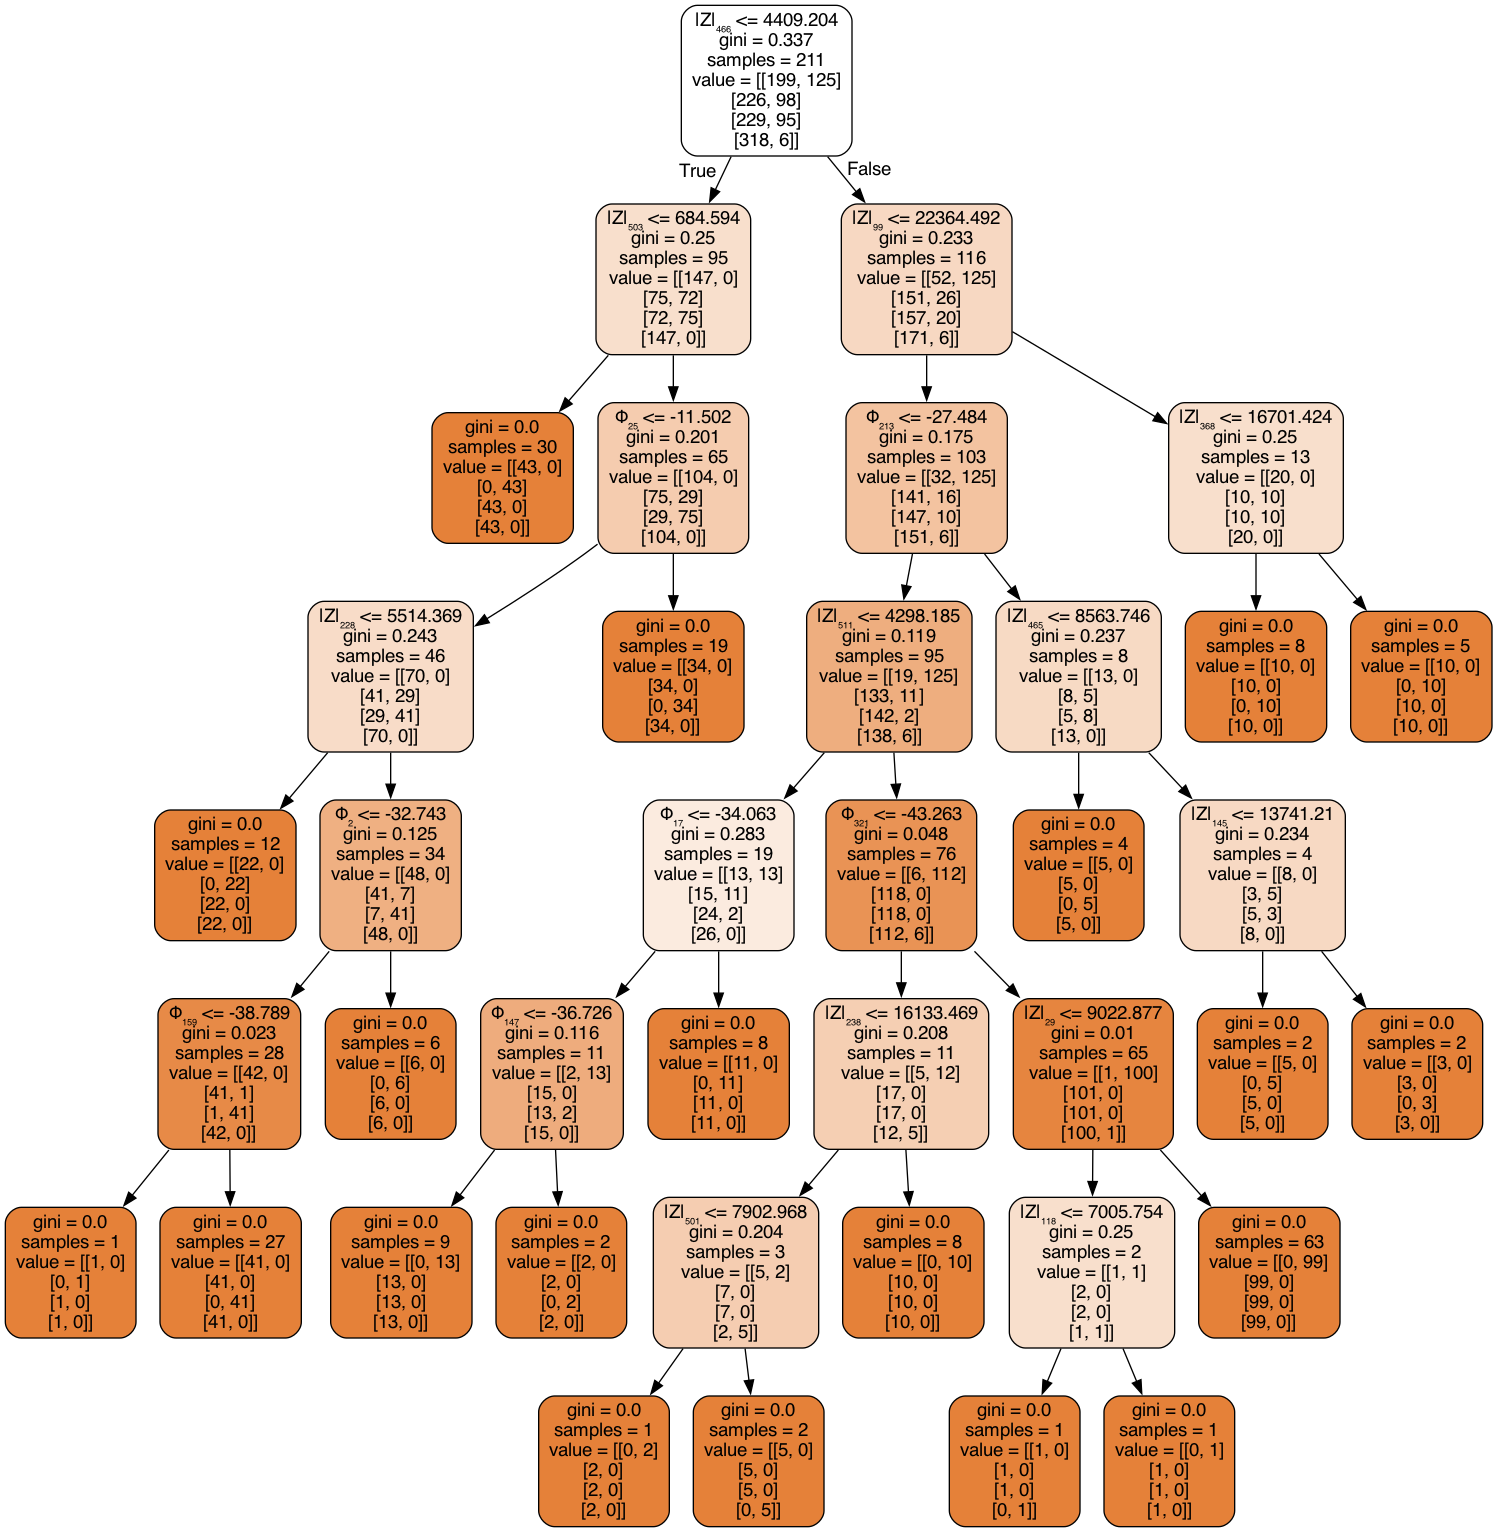 |Z|₄₆₆ <= 4409.204
gini = 0.337
samples = 211
value = [[199, 125]
[226, 98]
[229, 95]
[318, 6]]
True
False
|Z|₅₀₃ <= 684.594
gini = 0.25
samples = 95
value = [[147, 0]
[75, 72]
[72, 75]
[147, 0]]
|Z|₉₉ <= 22364.492
gini = 0.233
samples = 116
value = [[52, 125]
[151, 26]
[157, 20]
[171, 6]]
gini = 0.0
samples = 30
value = [[43, 0]
[0, 43]
[43, 0]
[43, 0]]
Φ₂₅ <= -11.502
gini = 0.201
samples = 65
value = [[104, 0]
[75, 29]
[29, 75]
[104, 0]]
Φ₂₁₃ <= -27.484
gini = 0.175
samples = 103
value = [[32, 125]
[141, 16]
[147, 10]
[151, 6]]
|Z|₃₆₈ <= 16701.424
gini = 0.25
samples = 13
value = [[20, 0]
[10, 10]
[10, 10]
[20, 0]]
|Z|₂₂₈ <= 5514.369
gini = 0.243
samples = 46
value = [[70, 0]
[41, 29]
[29, 41]
[70, 0]]
gini = 0.0
samples = 19
value = [[34, 0]
[34, 0]
[0, 34]
[34, 0]]
|Z|₅₁₁ <= 4298.185
gini = 0.119
samples = 95
value = [[19, 125]
[133, 11]
[142, 2]
[138, 6]]
|Z|₄₆₅ <= 8563.746
gini = 0.237
samples = 8
value = [[13, 0]
[8, 5]
[5, 8]
[13, 0]]
gini = 0.0
samples = 8
value = [[10, 0]
[10, 0]
[0, 10]
[10, 0]]
gini = 0.0
samples = 5
value = [[10, 0]
[0, 10]
[10, 0]
[10, 0]]
gini = 0.0
samples = 12
value = [[22, 0]
[0, 22]
[22, 0]
[22, 0]]
Φ₂ <= -32.743
gini = 0.125
samples = 34
value = [[48, 0]
[41, 7]
[7, 41]
[48, 0]]
Φ₁₇ <= -34.063
gini = 0.283
samples = 19
value = [[13, 13]
[15, 11]
[24, 2]
[26, 0]]
Φ₃₂₁ <= -43.263
gini = 0.048
samples = 76
value = [[6, 112]
[118, 0]
[118, 0]
[112, 6]]
gini = 0.0
samples = 4
value = [[5, 0]
[5, 0]
[0, 5]
[5, 0]]
|Z|₁₄₅ <= 13741.21
gini = 0.234
samples = 4
value = [[8, 0]
[3, 5]
[5, 3]
[8, 0]]
Φ₁₅₉ <= -38.789
gini = 0.023
samples = 28
value = [[42, 0]
[41, 1]
[1, 41]
[42, 0]]
gini = 0.0
samples = 6
value = [[6, 0]
[0, 6]
[6, 0]
[6, 0]]
Φ₁₄₇ <= -36.726
gini = 0.116
samples = 11
value = [[2, 13]
[15, 0]
[13, 2]
[15, 0]]
gini = 0.0
samples = 8
value = [[11, 0]
[0, 11]
[11, 0]
[11, 0]]
|Z|₂₃₈ <= 16133.469
gini = 0.208
samples = 11
value = [[5, 12]
[17, 0]
[17, 0]
[12, 5]]
|Z|₂₉ <= 9022.877
gini = 0.01
samples = 65
value = [[1, 100]
[101, 0]
[101, 0]
[100, 1]]
gini = 0.0
samples = 2
value = [[5, 0]
[0, 5]
[5, 0]
[5, 0]]
gini = 0.0
samples = 2
value = [[3, 0]
[3, 0]
[0, 3]
[3, 0]]
gini = 0.0
samples = 1
value = [[1, 0]
[0, 1]
[1, 0]
[1, 0]]
gini = 0.0
samples = 27
value = [[41, 0]
[41, 0]
[0, 41]
[41, 0]]
gini = 0.0
samples = 9
value = [[0, 13]
[13, 0]
[13, 0]
[13, 0]]
gini = 0.0
samples = 2
value = [[2, 0]
[2, 0]
[0, 2]
[2, 0]]
|Z|₅₀₁ <= 7902.968
gini = 0.204
samples = 3
value = [[5, 2]
[7, 0]
[7, 0]
[2, 5]]
gini = 0.0
samples = 8
value = [[0, 10]
[10, 0]
[10, 0]
[10, 0]]
|Z|₁₁₈ <= 7005.754
gini = 0.25
samples = 2
value = [[1, 1]
[2, 0]
[2, 0]
[1, 1]]
gini = 0.0
samples = 63
value = [[0, 99]
[99, 0]
[99, 0]
[99, 0]]
gini = 0.0
samples = 1
value = [[0, 2]
[2, 0]
[2, 0]
[2, 0]]
gini = 0.0
samples = 2
value = [[5, 0]
[5, 0]
[5, 0]
[0, 5]]
gini = 0.0
samples = 1
value = [[1, 0]
[1, 0]
[1, 0]
[0, 1]]
gini = 0.0
samples = 1
value = [[0, 1]
[1, 0]
[1, 0]
[1, 0]]